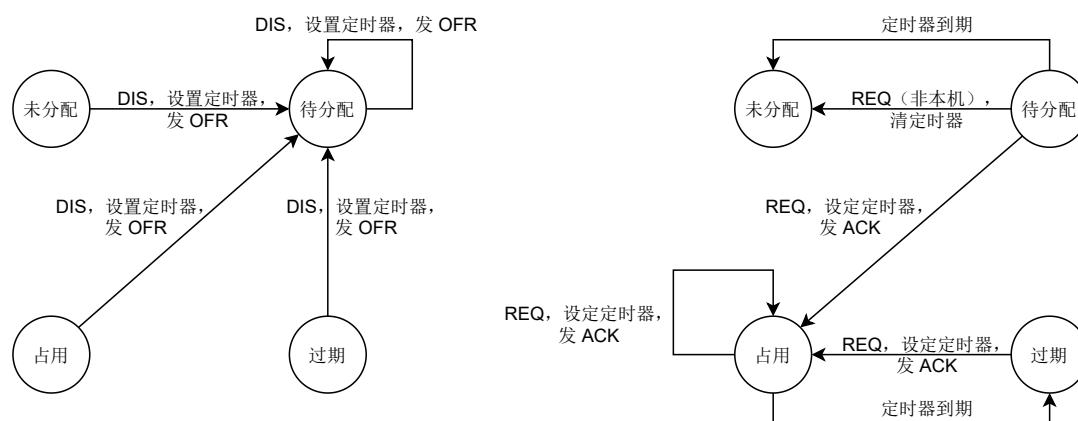 DIS，设置定时器，发 OFR
未分配
DIS，设置定时器，
发 OFR
待分配
DIS，设置定时器，
发 OFR
DIS，设置定时器，
发 OFR
占用
过期
定时器到期
未分配
REQ（非本机），
清定时器
待分配
REQ，设定定时器，
发 ACK
REQ，设定定时器，
发 ACK
占用
REQ，设定定时器，
发 ACK
过期
定时器到期